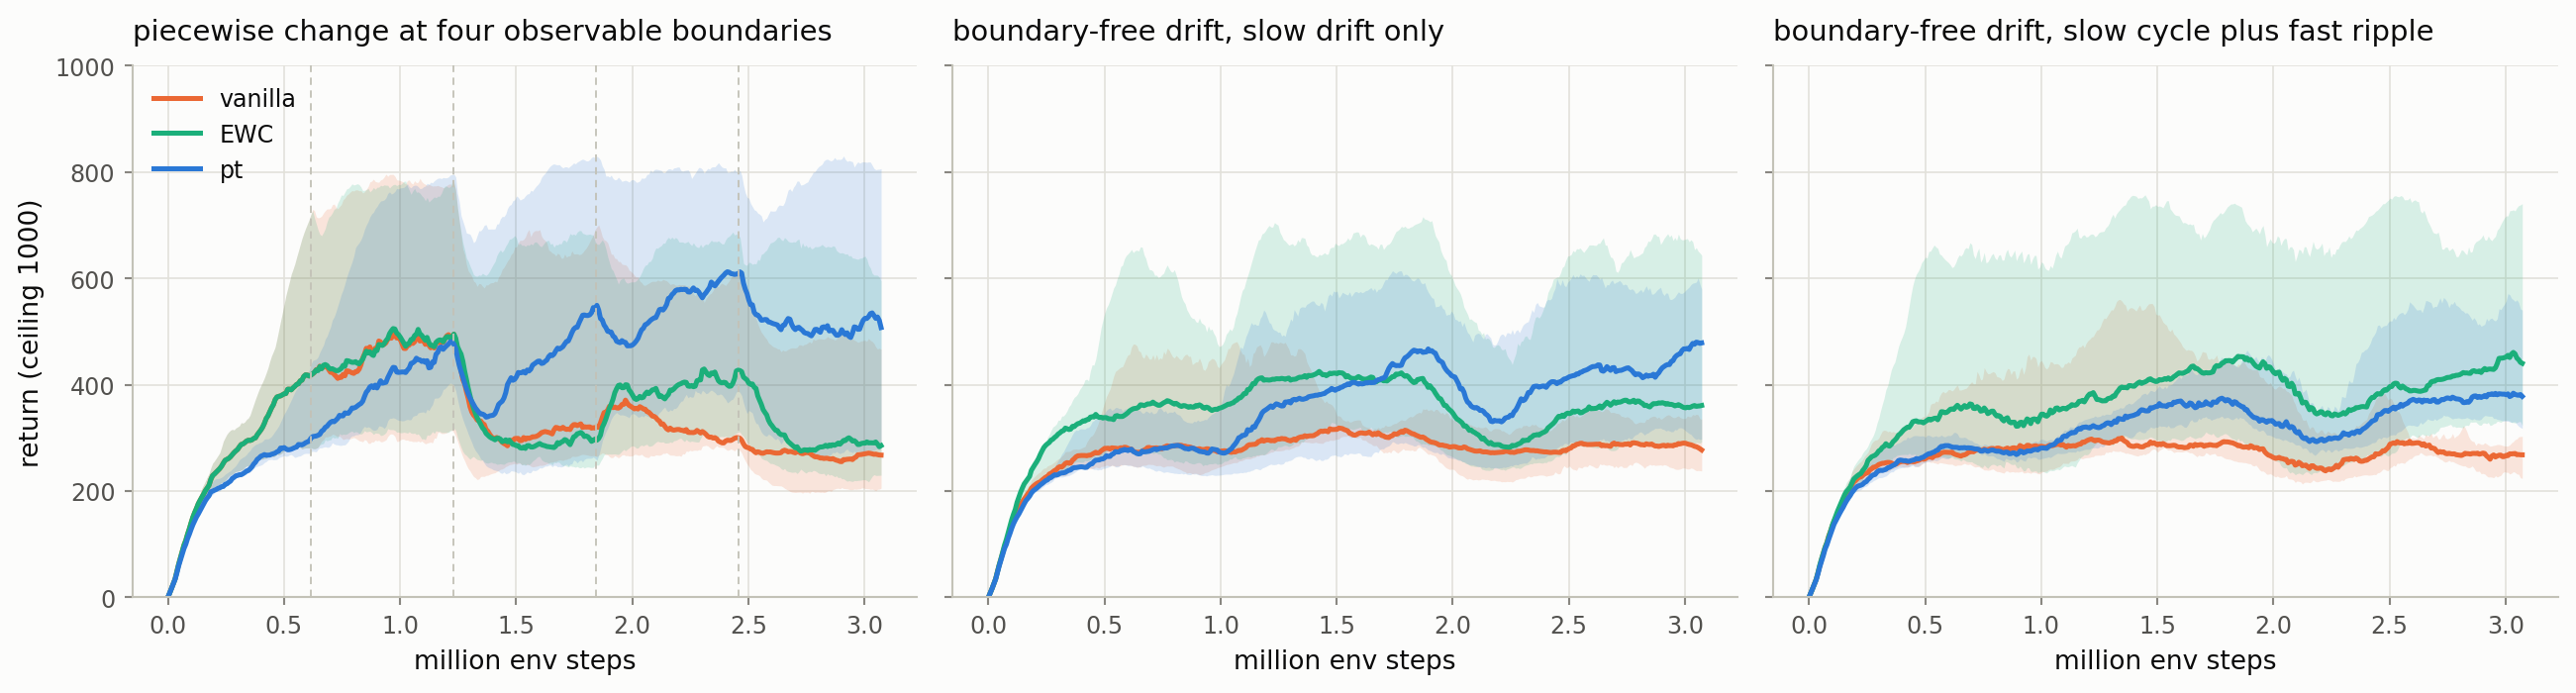 piecewise change at four observable boundaries
boundary-free drift, slow drift only
boundary-free drift, slow cycle plus fast ripple
return (ceiling 1000)
1000
800
600
400
200
0
vanilla
EWC
pt
0.0 0.5 1.0 1.5 2.0 2.5 3.0
0.0 0.5 1.0 1.5 2.0 2.5 3.0
0.0 0.5 1.0 1.5 2.0 2.5 3.0
million env steps
million env steps
million env steps